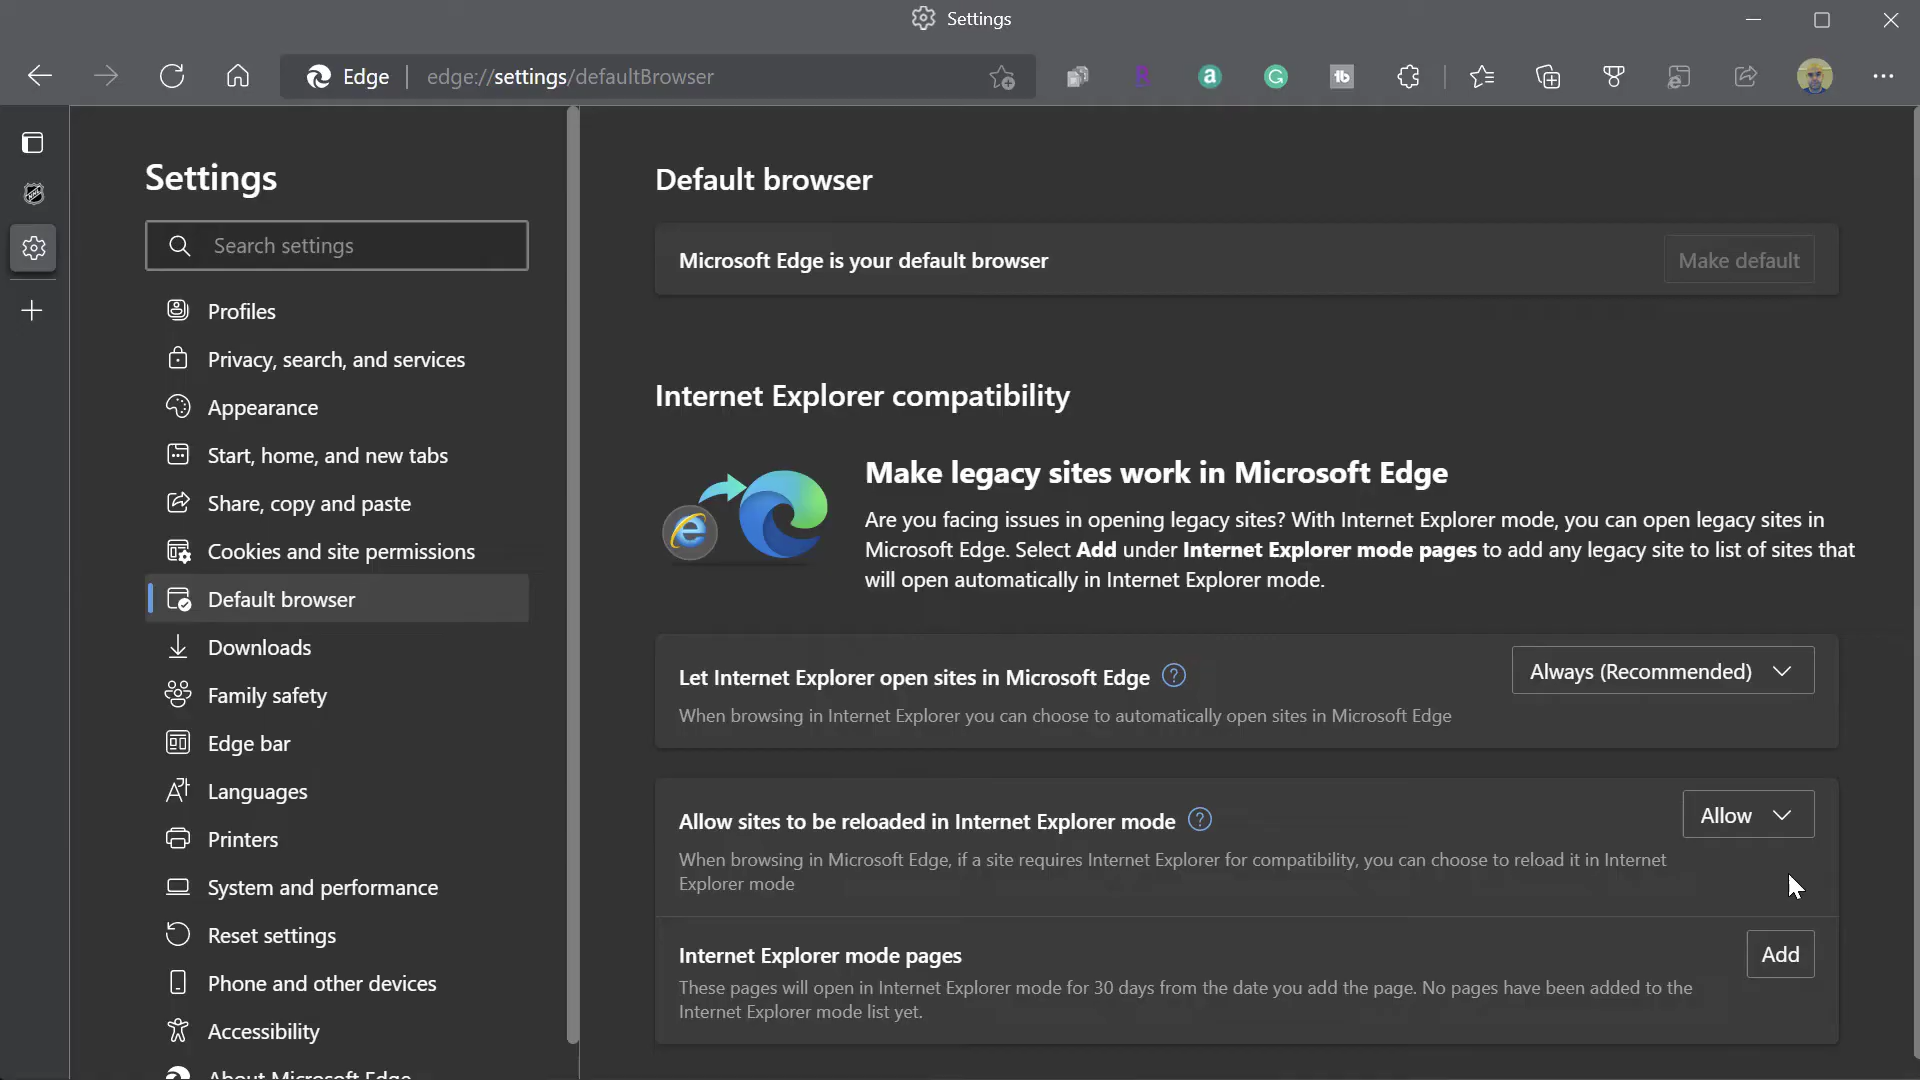 Settings
Edge
edge://settings/defaultBrowser
a
G
tb
Settings
Search settings
Profiles
Privacy, search, and services
Appearance
Start, home, and new tabs
Share, copy and paste
Cookies and site permissions
Default browser
Downloads
Family safety
Edge bar
Languages
Printers
System and performance
Reset settings
Phone and other devices
Accessibility
About Microsoft Edge
Default browser
Microsoft Edge is your default browser
Make default
Internet Explorer compatibility
Make legacy sites work in Microsoft Edge
Are you facing issues in opening legacy sites? With Internet Explorer mode, you can open legacy sites in
Microsoft Edge. Select Add under Internet Explorer mode pages to add any legacy site to list of sites that
will open automatically in Internet Explorer mode.
Let Internet Explorer open sites in Microsoft Edge
Always (Recommended)
When browsing in Internet Explorer you can choose to automatically open sites in Microsoft Edge
Allow sites to be reloaded in Internet Explorer mode
Allow
When browsing in Microsoft Edge, if a site requires Internet Explorer for compatibility, you can choose to reload it in Internet
Explorer mode
Internet Explorer mode pages
Add
These pages will open in Internet Explorer mode for 30 days from the date you add the page. No pages have been added to the
Internet Explorer mode list yet.